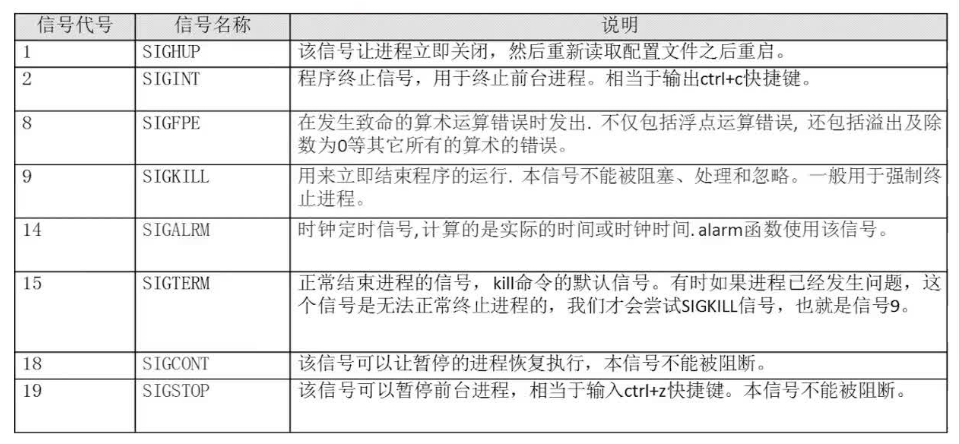 信号代号 信号名称 说明
1 SIGHUP 该信号让进程立即关闭，然后重新读取配置文件之后重启。
2 SIGINT 程序终止信号，用于终止前台进程。相当于输出ctrl+c快捷键。
8 SIGFPE 在发生致命的算术运算错误时发出. 不仅包括浮点运算错误, 还包括溢出及除
数为0等其它所有的算术的错误。
9 SIGKILL 用来立即结束程序的运行. 本信号不能被阻塞、处理和忽略。一般用于强制终
止进程。
14 SIGALRM 时钟定时信号,计算的是实际的时间或时钟时间.alarm函数使用该信号。
15 SIGTERM 正常结束进程的信号，kill命令的默认信号。有时如果进程已经发生问题，这
个信号是无法正常终止进程的，我们才会尝试SIGKILL信号，也就是信号9。
18 SIGCONT 该信号可以让暂停的进程恢复执行，本信号不能被阻断。
19 SIGSTOP 该信号可以暂停前台进程，相当于输入ctrl+z快捷键。本信号不能被阻断。